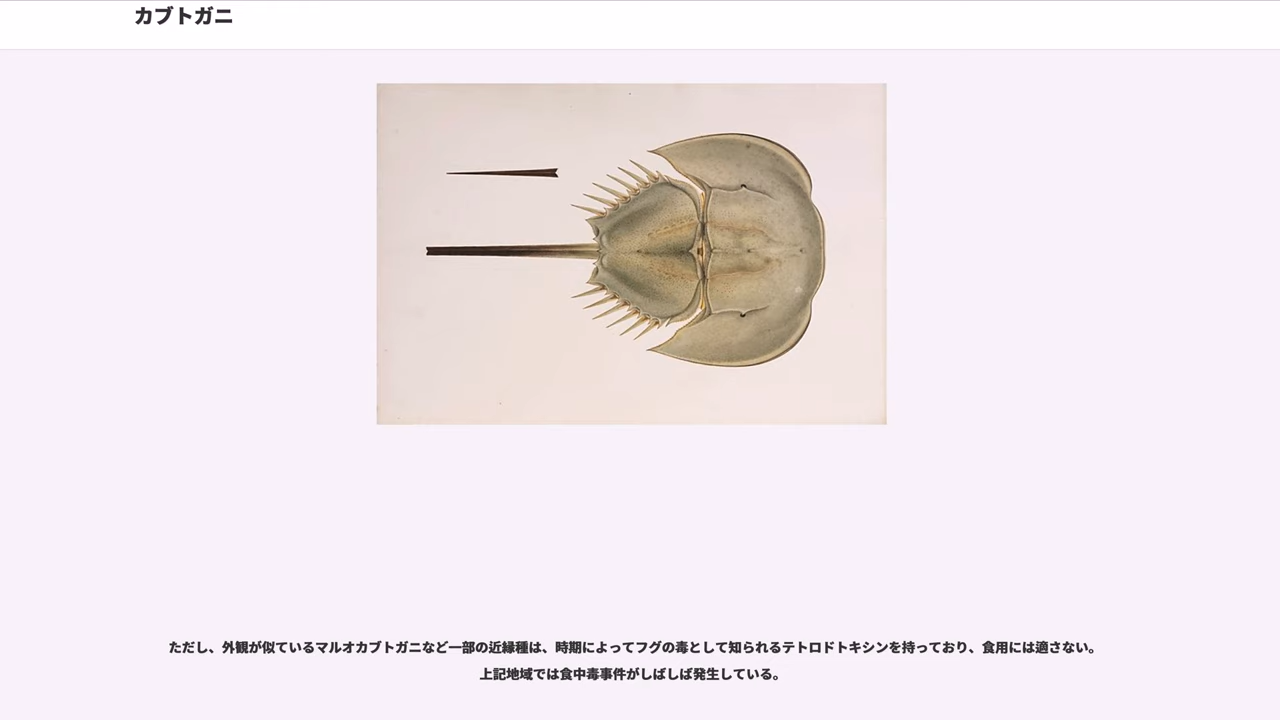 カブトガニ
ただし、外観が似ているマルオカブトガニなど一部の近縁種は、時期によってフグの毒として知られるテトロドトキシンを持っており、食用には適さない。
上記地域では食中毒事件がしばしば発生している。